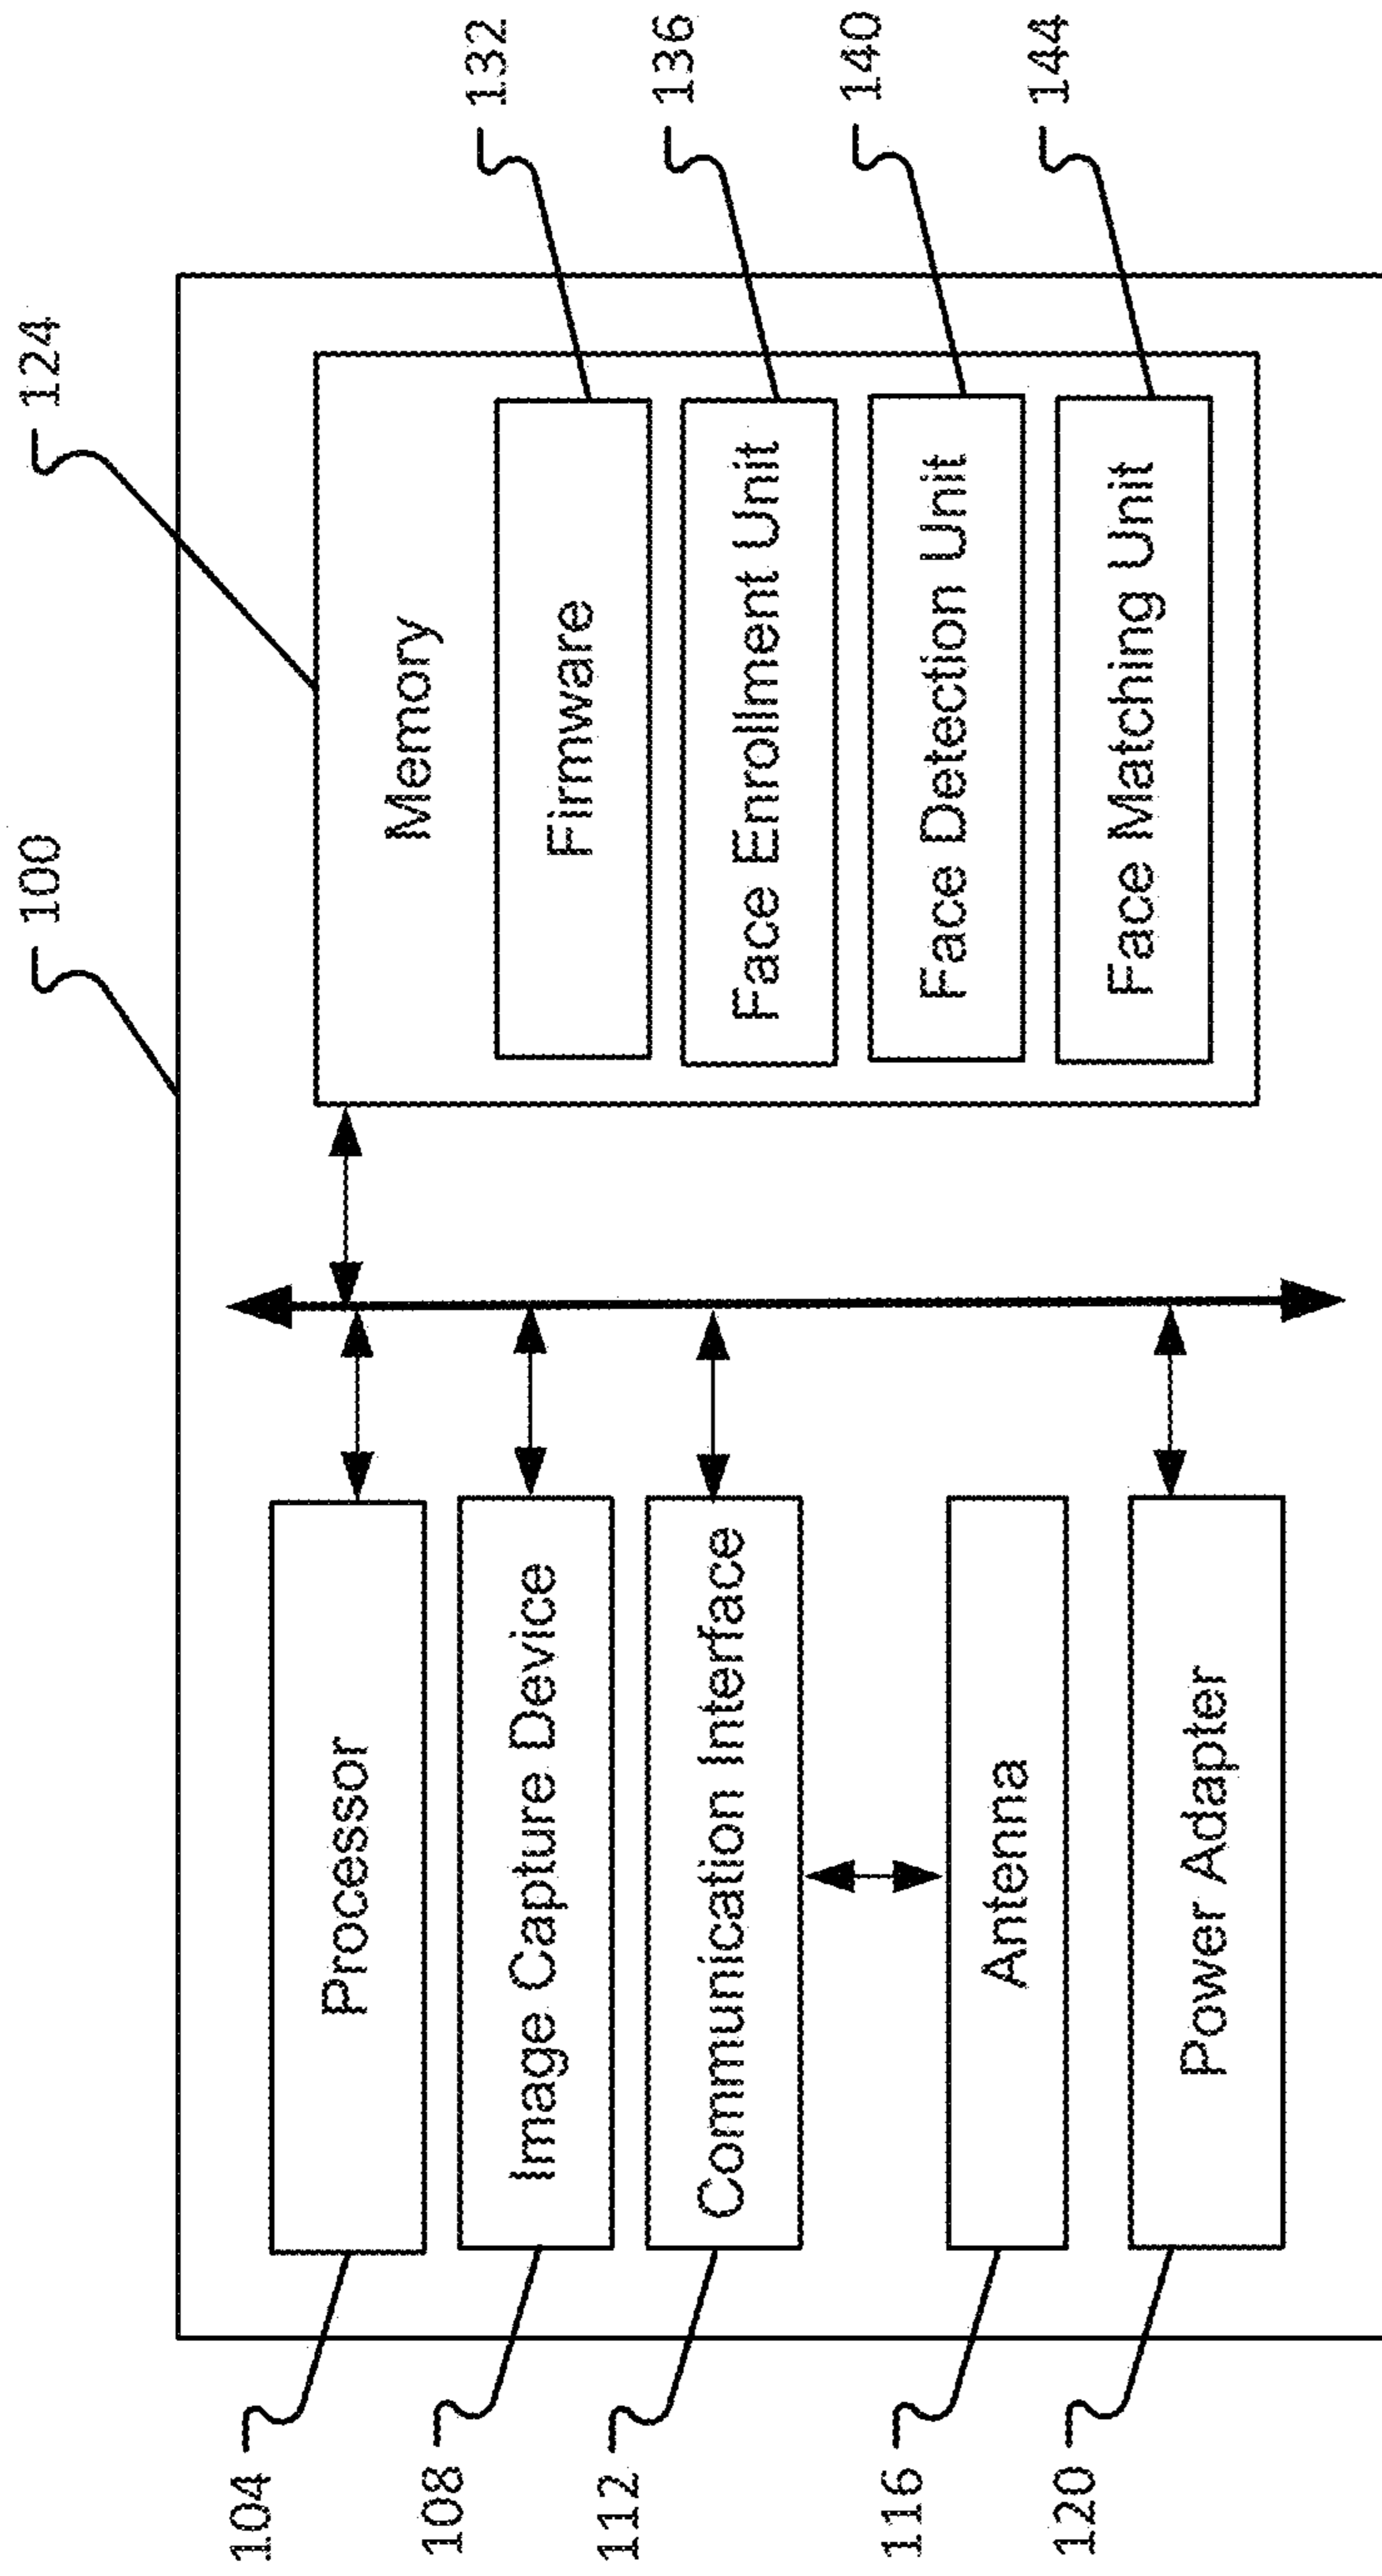 100
124
104
Processor
108
Image Capture Device
112
Communication Interface
116
Antenna
120
Power Adapter
Memory
Firmware
132
Face Enrollment Unit
136
Face Detection Unit
140
Face Matching Unit
144